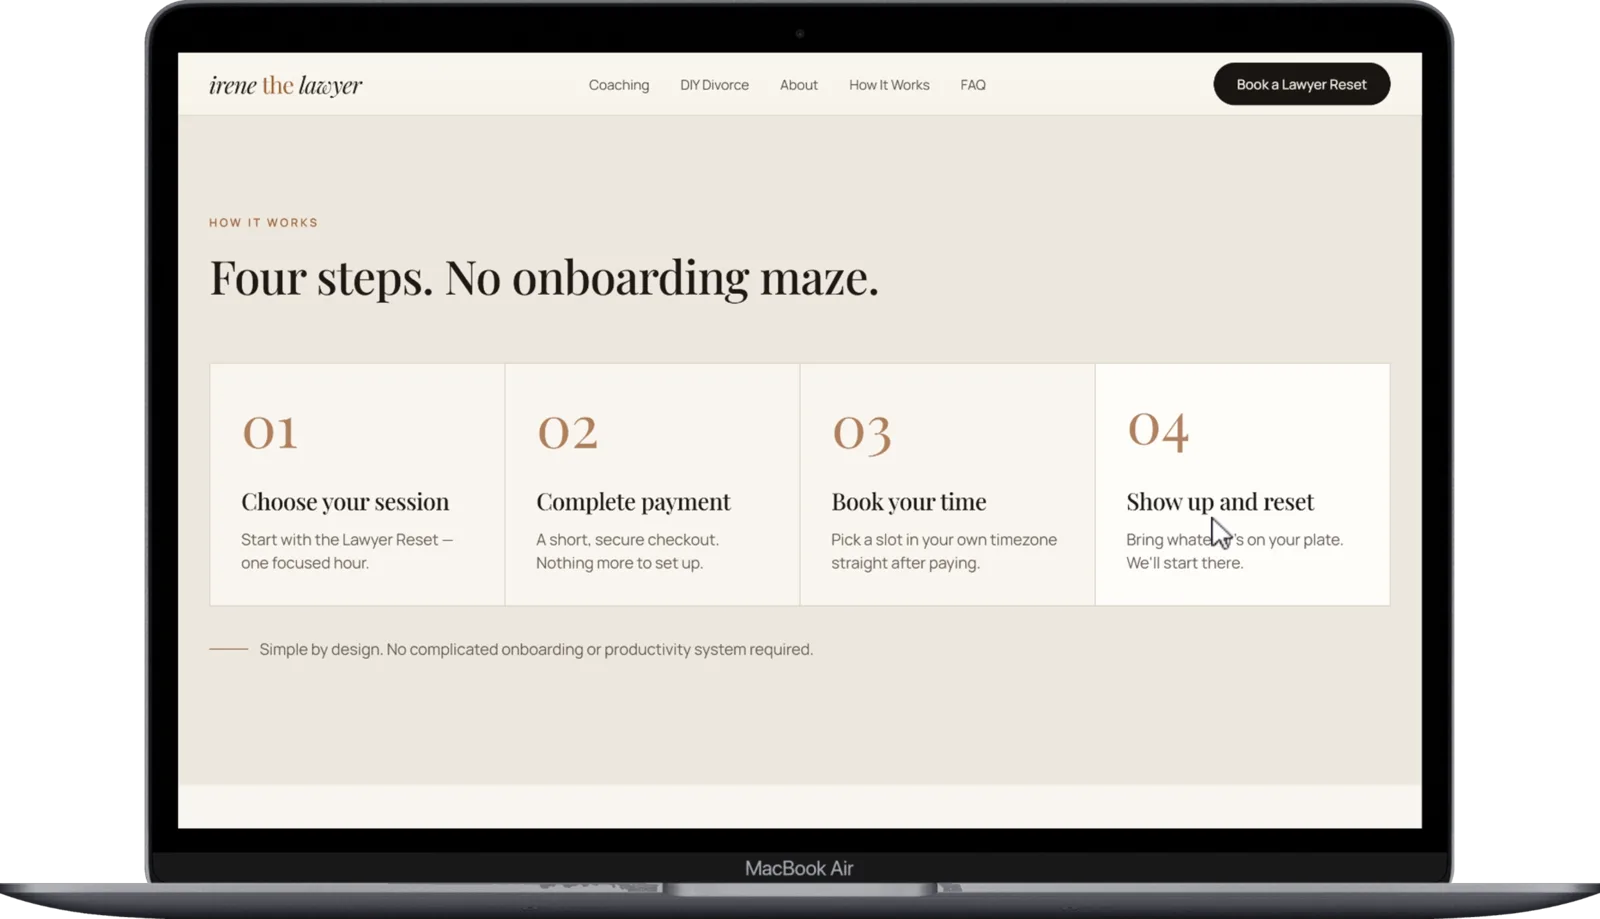 irene the lawyer
Coaching
DIY Divorce
About
How It Works
FAQ
Book a Lawyer Reset
HOW IT WORKS
Four steps. No onboarding maze.
01
Choose your session
Start with the Lawyer Reset —
one focused hour.
02
Complete payment
A short, secure checkout.
Nothing more to set up.
03
Book your time
Pick a slot in your own timezone
straight after paying.
04
Show up and reset
Bring on your plate.
We'll start there.
Simple by design. No complicated onboarding or productivity system required.
MacBook Air